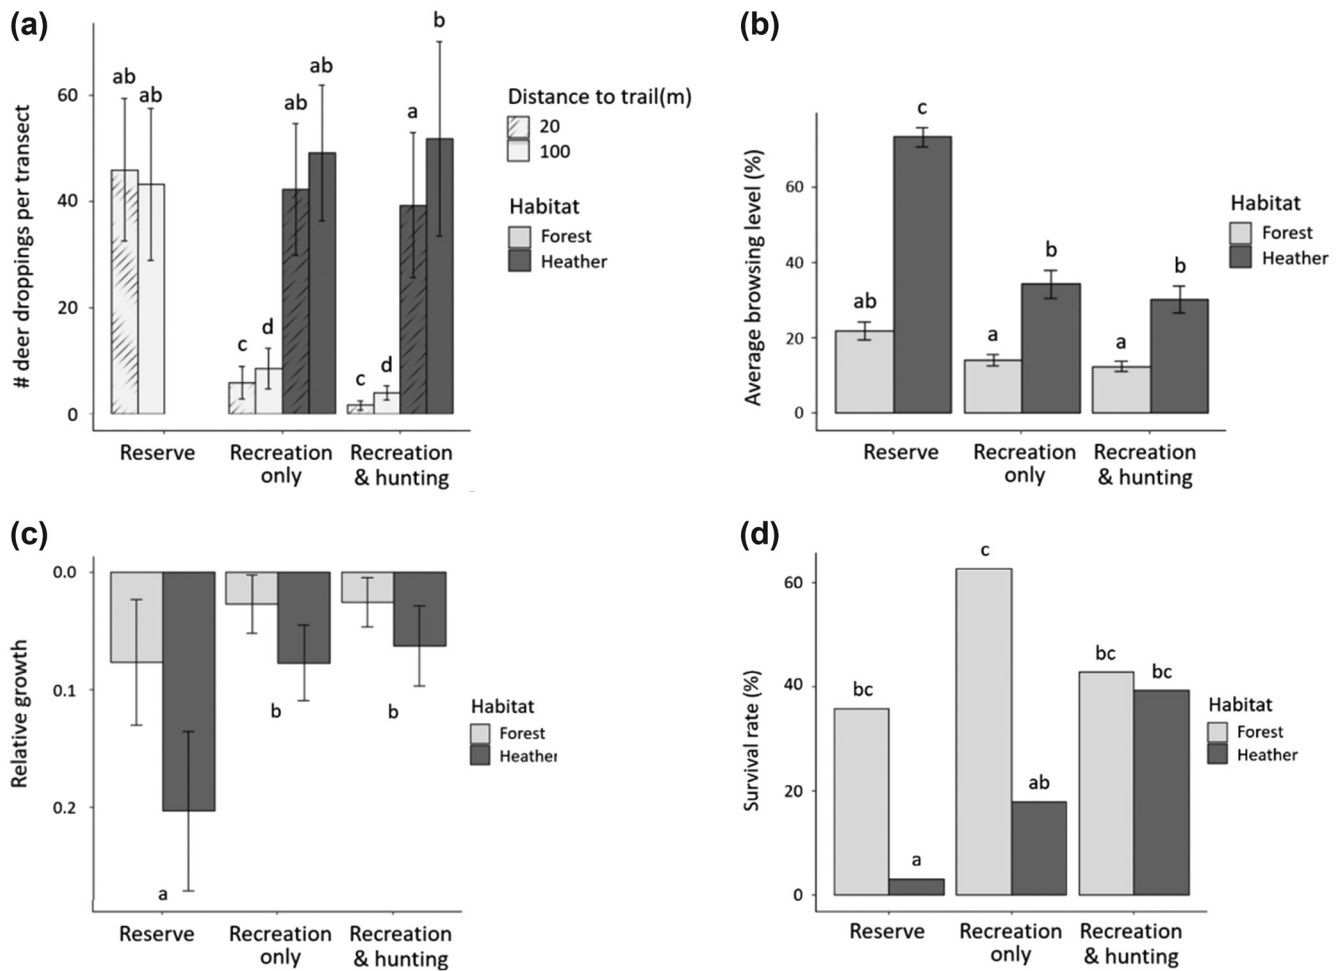 (a)
# deer droppings per transect
60
40
20
0
ab
ab
c
d
ab
ab
c
d
a
b
Reserve
Recreation only
Recreation & hunting
Distance to trail(m)
20
100
Habitat
Forest
Heather
(b)
Average browsing level (%)
60
40
20
0
ab
c
a
b
a
b
Reserve
Recreation only
Recreation & hunting
Habitat
Forest
Heather
(c)
Relative growth
0.0
0.1
0.2
a
b
b
Reserve
Recreation only
Recreation & hunting
Habitat
Forest
Heather
(d)
Survival rate (%)
60
40
20
0
bc
a
c
ab
bc
bc
Reserve
Recreation only
Recreation & hunting
Habitat
Forest
Heather